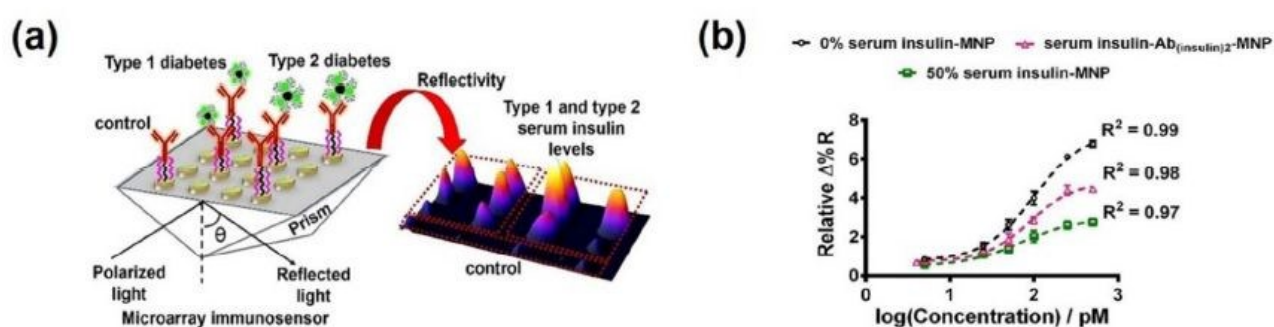 (a)
Type 1 diabetes
Type 2 diabetes
control
Reflectivity
Type 1 and type 2
serum insulin
levels
Prism
θ
control
Polarized
light
Reflected
light
Microarray immunosensor
(b)
0% serum insulin-MNP
serum insulin-Ab(insulin)2-MNP
50% serum insulin-MNP
Relative Δ% R
8
6
4
2
0
R² = 0.99
R² = 0.98
R² = 0.97
1
2
3
log(Concentration) / pM